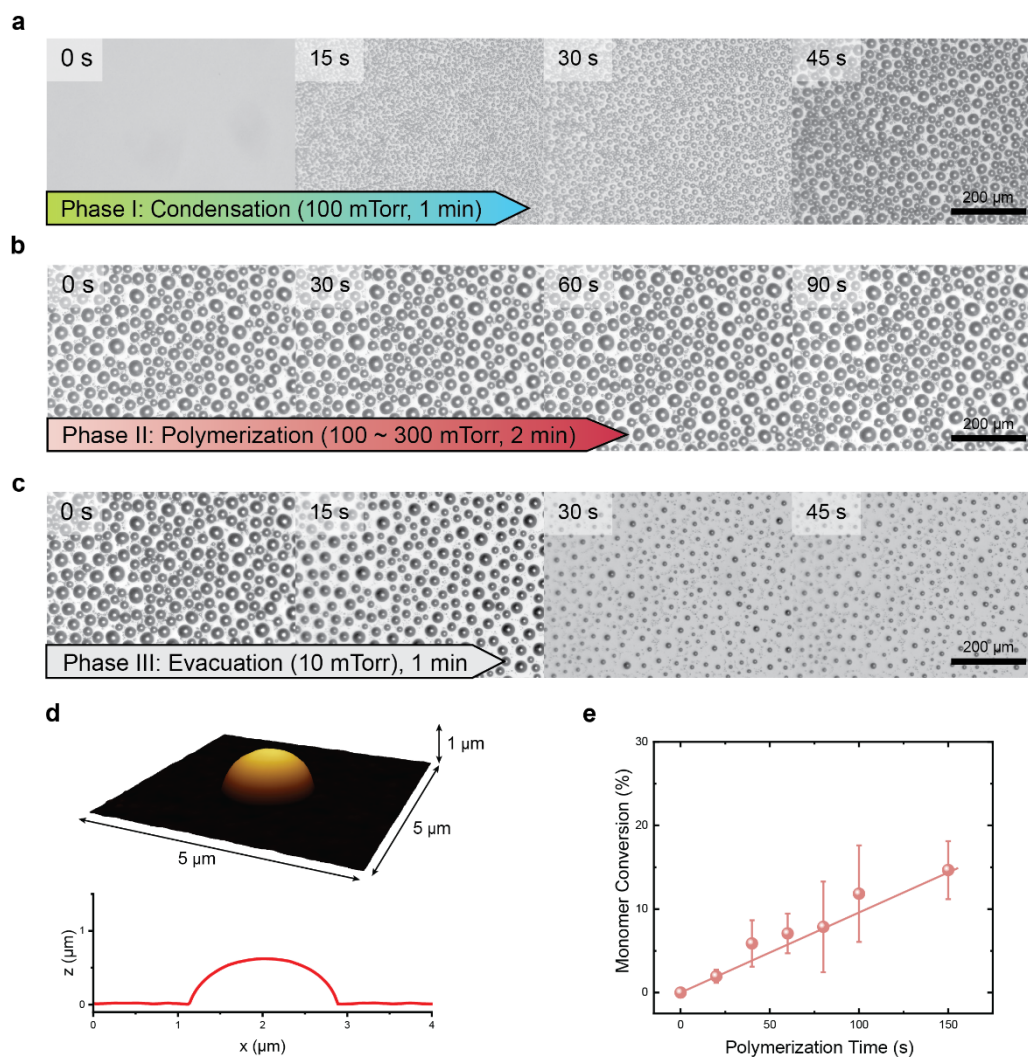 a
0 s
15 s
30 s
45 s
Phase I: Condensation (100 mTorr, 1 min)
200 µm
b
0 s
30 s
60 s
90 s
Phase II: Polymerization (100 ~ 300 mTorr, 2 min)
200 µm
c
0 s
15 s
30 s
45 s
Phase III: Evacuation (10 mTorr), 1 min
200 µm
d
1 µm
5 µm
5 µm
z (µm)
1
0
0
1
2
3
4
x (µm)
e
Monomer Conversion (%)
30
20
10
0
0
50
100
150
Polymerization Time (s)